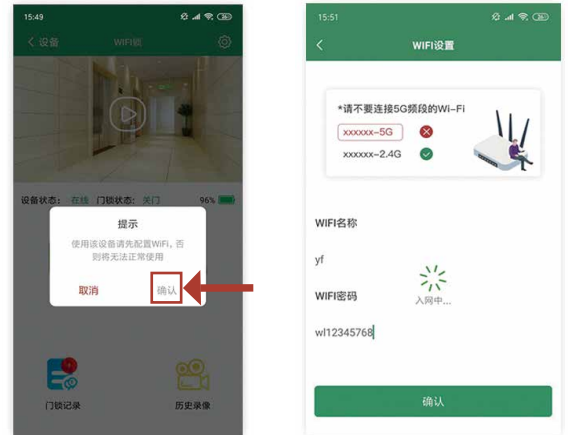 15:49
设备
WIFI锁
设备状态： 在线 门锁状态： 关门 96%
提示
使用该设备请先配置WiFi，否
则将无法正常使用
取消 确认
门锁记录 历史录像
15:51
WIFI设置
*请不要连接5G频段的Wi-Fi
xxxxxx-5G
xxxxxx-2.4G
WIFI名称
yf
入网中...
WIFI密码
wl12345768
确认